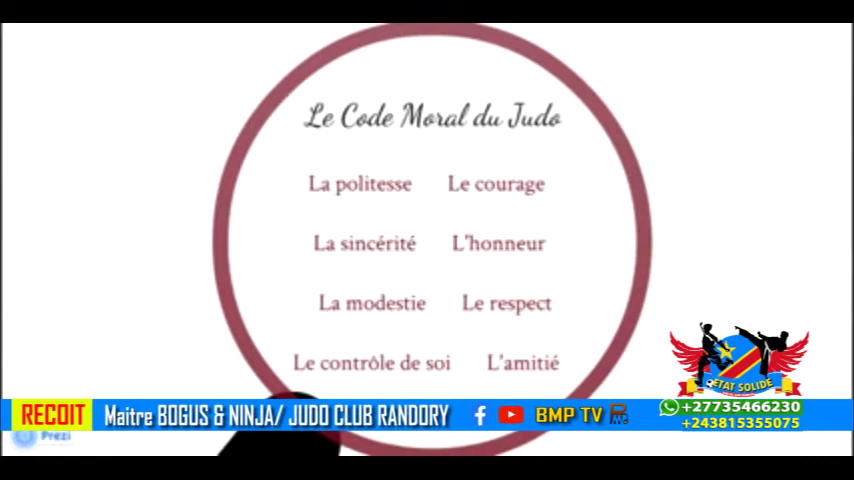 Le Code Moral du Judo
La politesse Le courage
La sincérité L'honneur
La modestie Le respect
Le contrôle de soi L'amitié
ETAT SOLIDE
RECOIT Maitre BOGUS & NINJA/ JUDO CLUB RANDORY BMP TV +27735466230
+243815355075
Prezi